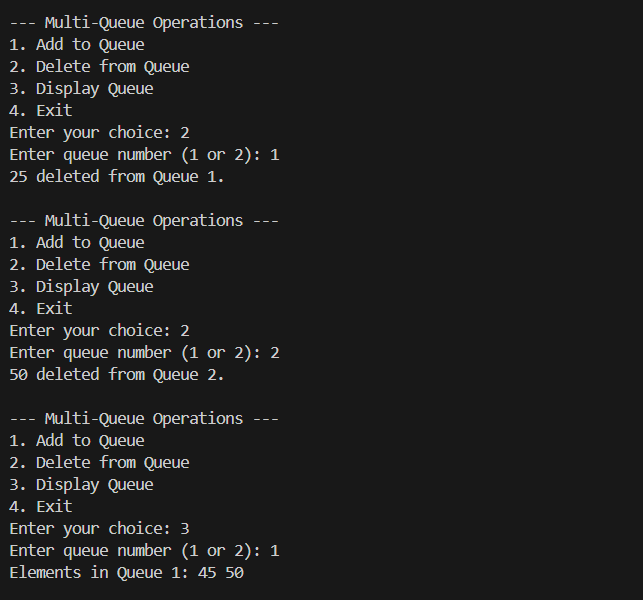 --- Multi-Queue Operations ---
1. Add to Queue
2. Delete from Queue
3. Display Queue
4. Exit
Enter your choice: 2
Enter queue number (1 or 2): 1
25 deleted from Queue 1.

--- Multi-Queue Operations ---
1. Add to Queue
2. Delete from Queue
3. Display Queue
4. Exit
Enter your choice: 2
Enter queue number (1 or 2): 2
50 deleted from Queue 2.

--- Multi-Queue Operations ---
1. Add to Queue
2. Delete from Queue
3. Display Queue
4. Exit
Enter your choice: 3
Enter queue number (1 or 2): 1
Elements in Queue 1: 45 50